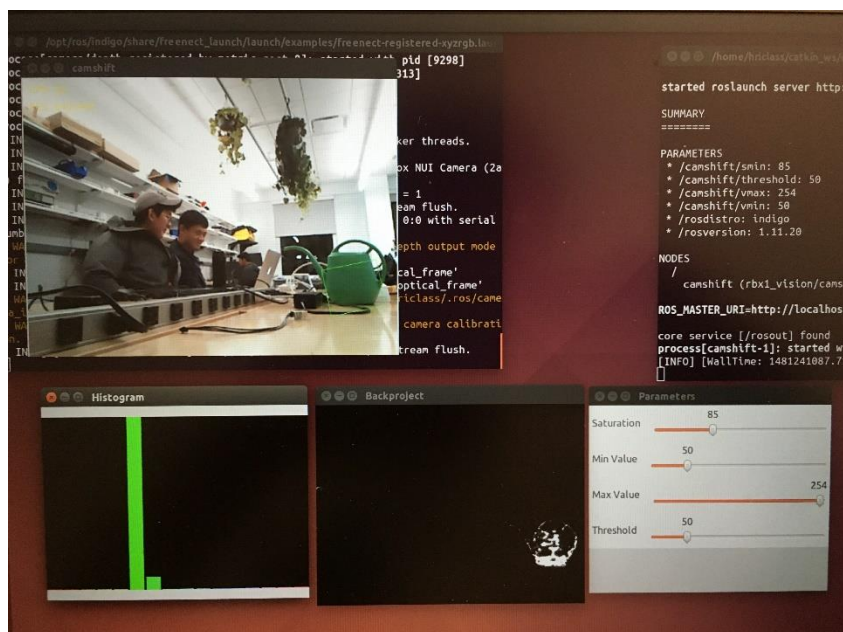 /opt/ros/indigo/share/freenect_launch/launch/examples/freenect-registered-xyzrgb.lau
pid [9298]
camshift
313]
ker threads.
ox NUI Camera (2a
= 1
eam flush.
0:0 with serial
epth output mode
cal_frame'
optical_frame'
riclass/.ros/came
camera calibrati
tream flush.
/home/hriclass/catkin_ws/
started roslaunch server http:
SUMMARY
========
PARAMETERS
* /camshift/smin: 85
* /camshift/threshold: 50
* /camshift/vmax: 254
* /camshift/vmin: 50
* /rosdistro: indigo
* /rosversion: 1.11.20
NODES
/
camshift (rbx1_vision/cams
ROS_MASTER_URI=http://localhos
core service [/rosout] found
process[camshift-1]: started w
[INFO] [WallTime: 1481241087.7
Histogram
Backproject
Parameters
Saturation 85
Min Value 50
Max Value 254
Threshold 50